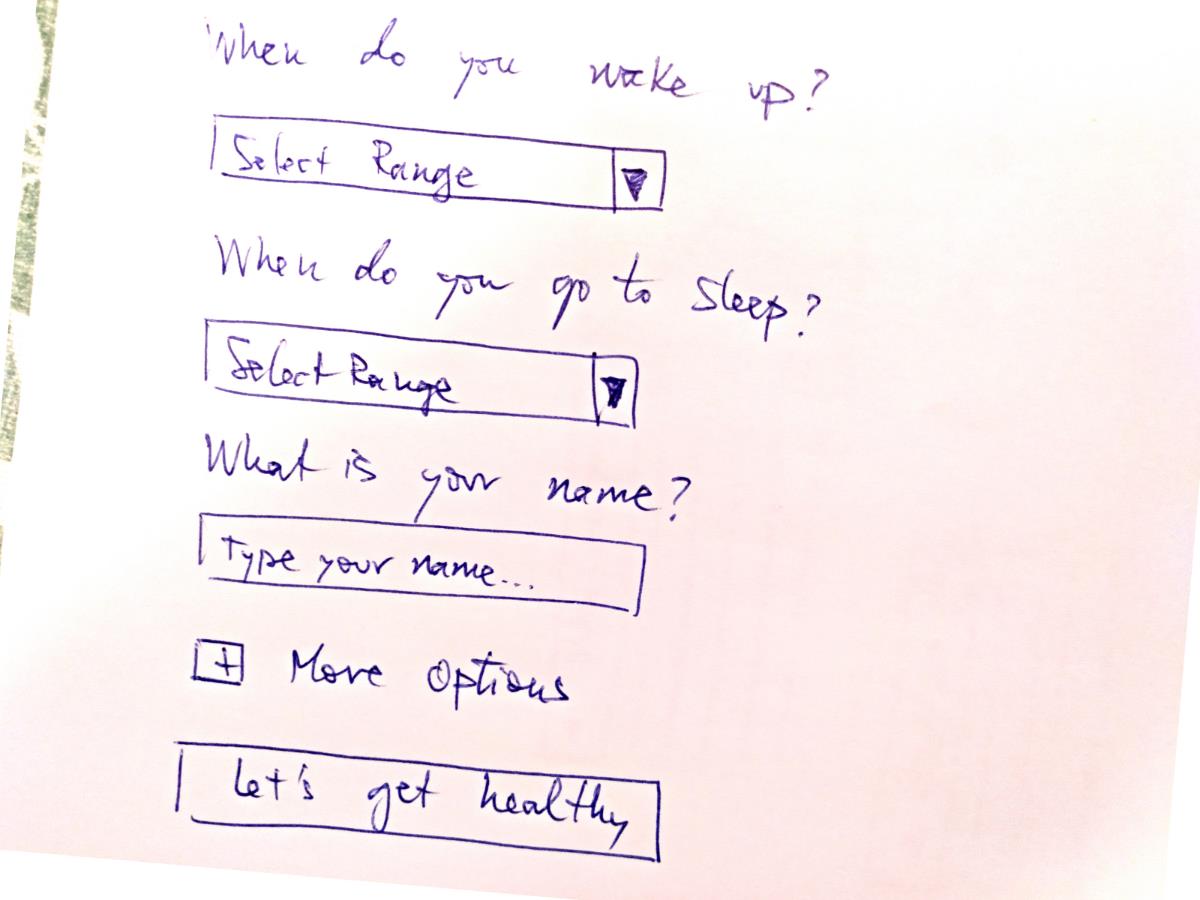 When do you wake up?
Select Range
When do you go to sleep?
Select Range
What is your name?
Type your name...
+ More Options
Let's get healthy